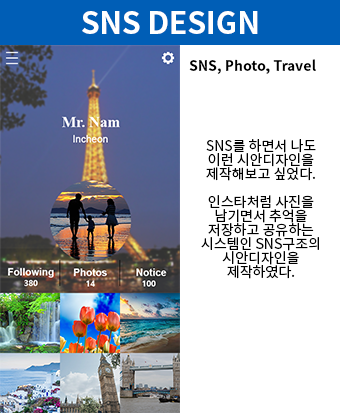 SNS DESIGN
SNS, Photo, Travel
Mr. Nam
Incheon
Following
380
Photos
14
Notice
100
SNS를 하면서 나도
이런 시안디자인을
제작해보고 싶었다.
인스타처럼 사진을
남기면서 추억을
저장하고 공유하는
시스템인 SNS구조의
시안디자인을
제작하였다.